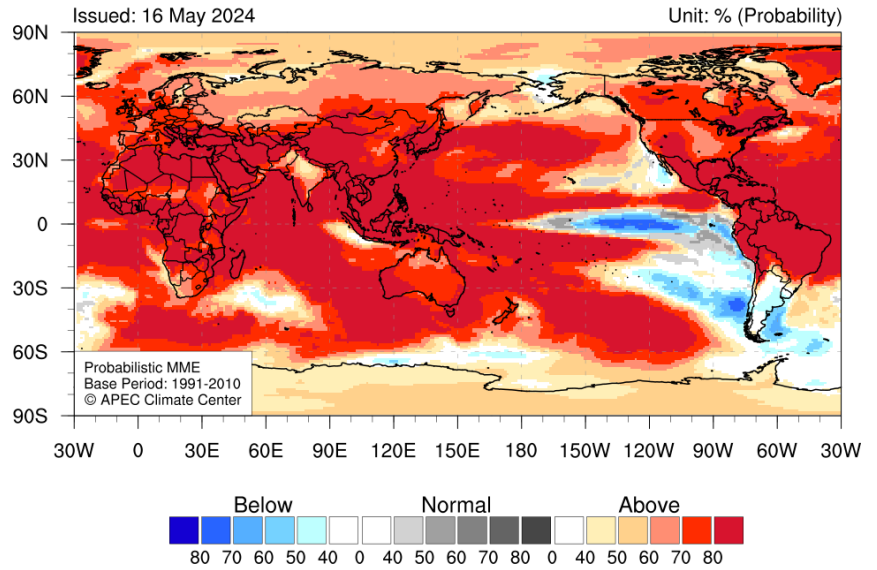 Issued: 16 May 2024 Unit: % (Probability)
90N
60N
30N
0
30S
60S
90S
Probabilistic MME
Base Period: 1991-2010
© APEC Climate Center
30W 0 30E 60E 90E 120E 150E 180 150W 120W 90W 60W 30W
Below Normal Above
80 70 60 50 40 0 40 50 60 70 80 0 40 50 60 70 80